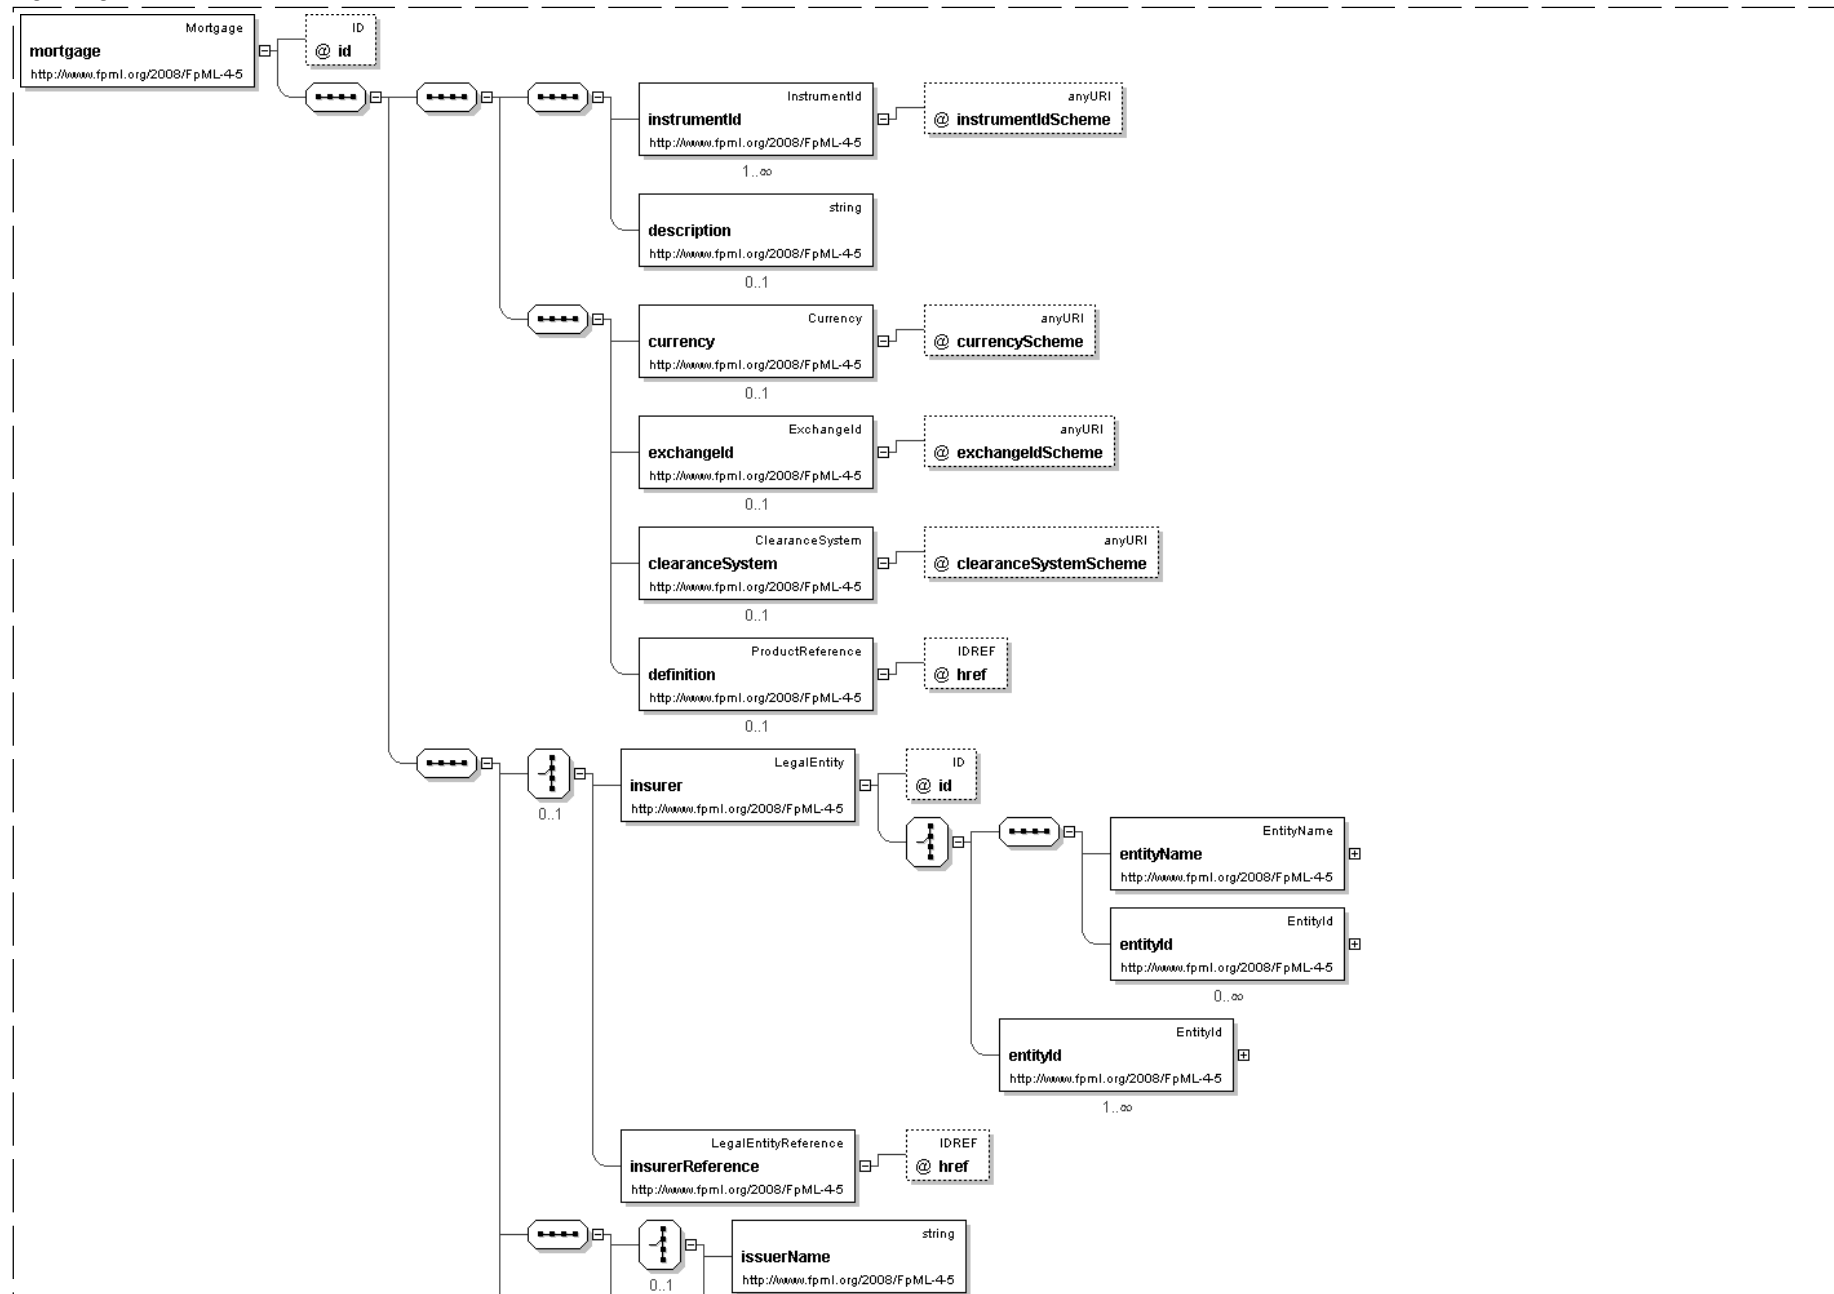 Mortgage
mortgage
http://www.fpml.org/2008/FpML-4-5
ID
@ id
InstrumentId
instrumentId
http://www.fpml.org/2008/FpML-4-5
1..∞
anyURI
@ instrumentIdScheme
string
description
http://www.fpml.org/2008/FpML-4-5
0..1
Currency
currency
http://www.fpml.org/2008/FpML-4-5
0..1
anyURI
@ currencyScheme
ExchangeId
exchangeId
http://www.fpml.org/2008/FpML-4-5
0..1
anyURI
@ exchangeIdScheme
ClearanceSystem
clearanceSystem
http://www.fpml.org/2008/FpML-4-5
0..1
anyURI
@ clearanceSystemScheme
ProductReference
definition
http://www.fpml.org/2008/FpML-4-5
0..1
IDREF
@ href
0..1
LegalEntity
insurer
http://www.fpml.org/2008/FpML-4-5
ID
@ id
EntityName
entityName
http://www.fpml.org/2008/FpML-4-5
EntityId
entityId
http://www.fpml.org/2008/FpML-4-5
0..∞
EntityId
entityId
http://www.fpml.org/2008/FpML-4-5
1..∞
LegalEntityReference
insurerReference
http://www.fpml.org/2008/FpML-4-5
IDREF
@ href
0..1
string
issuerName
http://www.fpml.org/2008/FpML-4-5